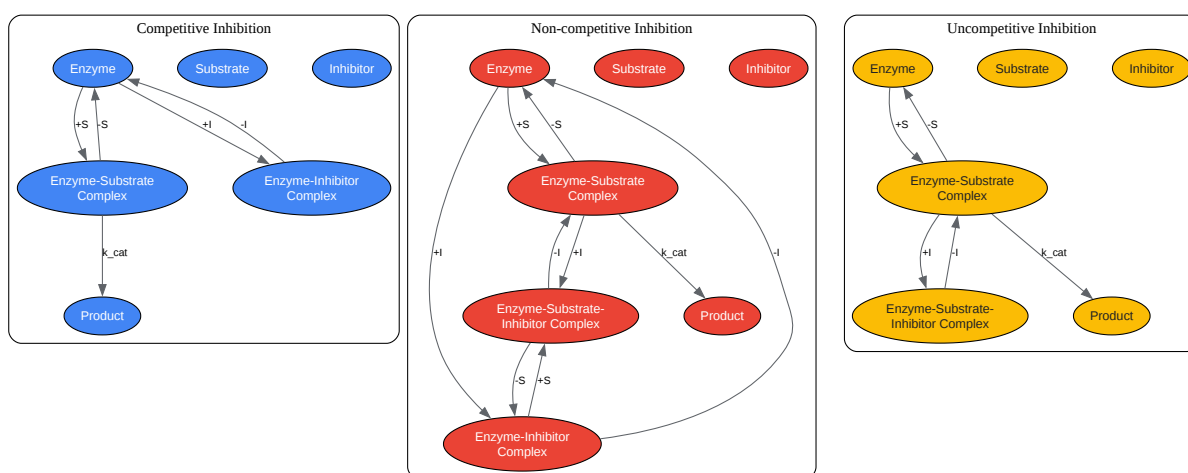 Competitive Inhibition
Enzyme
Substrate
Inhibitor
+S
-S
+I
-I
Enzyme-Substrate
Complex
Enzyme-Inhibitor
Complex
k_cat
Product
Non-competitive Inhibition
Enzyme
Substrate
Inhibitor
+S
-S
Enzyme-Substrate
Complex
+I
-I
+I
k_cat
-I
Enzyme-Substrate-
Inhibitor Complex
Product
-S
+S
Enzyme-Inhibitor
Complex
Uncompetitive Inhibition
Enzyme
Substrate
Inhibitor
+S
-S
Enzyme-Substrate
Complex
+I
-I
k_cat
Enzyme-Substrate-
Inhibitor Complex
Product